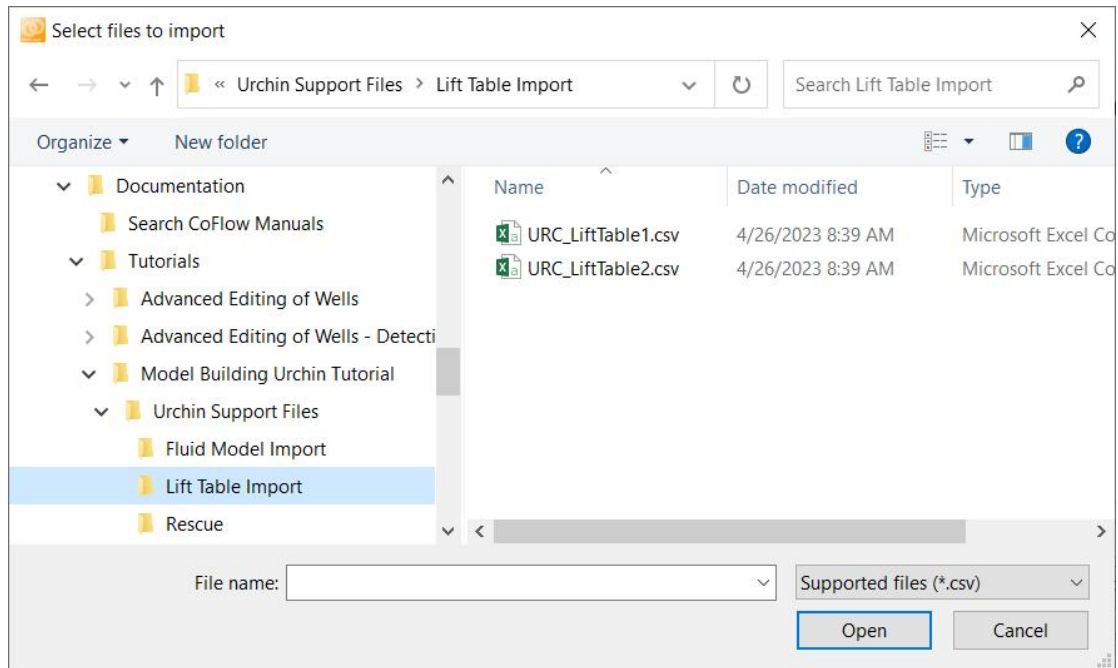 Select files to import
« Urchin Support Files > Lift Table Import
Search Lift Table Import
Organize
New folder
?
Documentation
Search CoFlow Manuals
Tutorials
Advanced Editing of Wells
Advanced Editing of Wells - Detecti
Model Building Urchin Tutorial
Urchin Support Files
Fluid Model Import
Lift Table Import
Rescue
Name Date modified Type
URC_LiftTable1.csv 4/26/2023 8:39 AM Microsoft Excel Co
URC_LiftTable2.csv 4/26/2023 8:39 AM Microsoft Excel Co
File name:
Supported files (*.csv)
Open Cancel